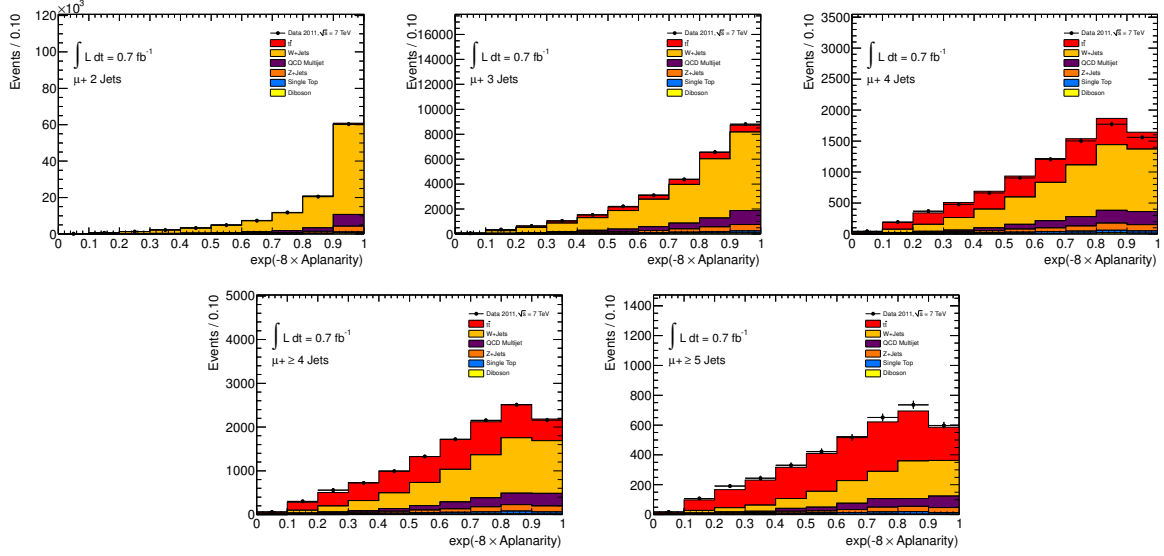 120 ×10³
100
80
60
40
20
0
Events / 0.10
∫ L dt = 0.7 fb⁻¹
μ+ 2 Jets
Data 2011, √s = 7 TeV
tt̄
W+Jets
QCD Multijet
Z+Jets
Single Top
Diboson
0 0.1 0.2 0.3 0.4 0.5 0.6 0.7 0.8 0.9 1
exp(-8 × Aplanarity)
16000
14000
12000
10000
8000
6000
4000
2000
0
Events / 0.10
∫ L dt = 0.7 fb⁻¹
μ+ 3 Jets
Data 2011, √s = 7 TeV
tt̄
W+Jets
QCD Multijet
Z+Jets
Single Top
Diboson
0 0.1 0.2 0.3 0.4 0.5 0.6 0.7 0.8 0.9 1
exp(-8 × Aplanarity)
3500
3000
2500
2000
1500
1000
500
0
Events / 0.10
∫ L dt = 0.7 fb⁻¹
μ+ 4 Jets
Data 2011, √s = 7 TeV
tt̄
W+Jets
QCD Multijet
Z+Jets
Single Top
Diboson
0 0.1 0.2 0.3 0.4 0.5 0.6 0.7 0.8 0.9 1
exp(-8 × Aplanarity)
5000
4000
3000
2000
1000
0
Events / 0.10
∫ L dt = 0.7 fb⁻¹
μ+ ≥ 4 Jets
Data 2011, √s = 7 TeV
tt̄
W+Jets
QCD Multijet
Z+Jets
Single Top
Diboson
0 0.1 0.2 0.3 0.4 0.5 0.6 0.7 0.8 0.9 1
exp(-8 × Aplanarity)
1400
1200
1000
800
600
400
200
0
Events / 0.10
∫ L dt = 0.7 fb⁻¹
μ+ ≥ 5 Jets
Data 2011, √s = 7 TeV
tt̄
W+Jets
QCD Multijet
Z+Jets
Single Top
Diboson
0 0.1 0.2 0.3 0.4 0.5 0.6 0.7 0.8 0.9 1
exp(-8 × Aplanarity)